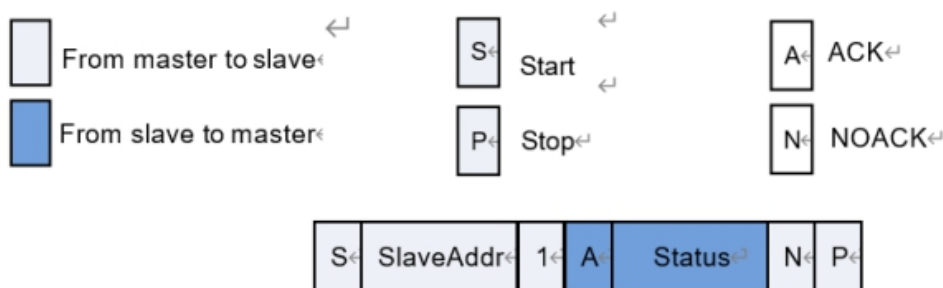 From master to slave
S Start
A ACK
From slave to master
P Stop
N NOACK
S SlaveAddr 1 A Status N P